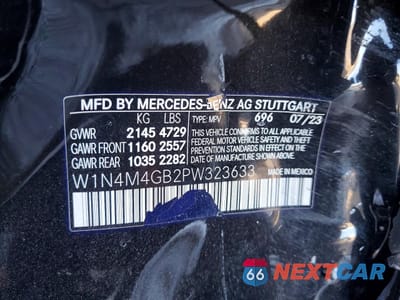 MFD BY MERCEDES-BENZ AG STUTTGART
KG LBS TYPE: MPV 696 07/23
GVWR 2145 4729
GAWR FRONT 1160 2557
GAWR REAR 1035 2282
THIS VEHICLE CONFORMS TO ALL
APPLICABLE U.S. FEDERAL MOTOR
VEHICLE SAFETY AND THEFT
PREVENTION STANDARDS IN EFFECT
ON THE DATE OF MANUFACTURE
SHOWN ABOVE.
W1N4M4GB2PW323633 MADE IN MEXICO
66 NEXTCAR